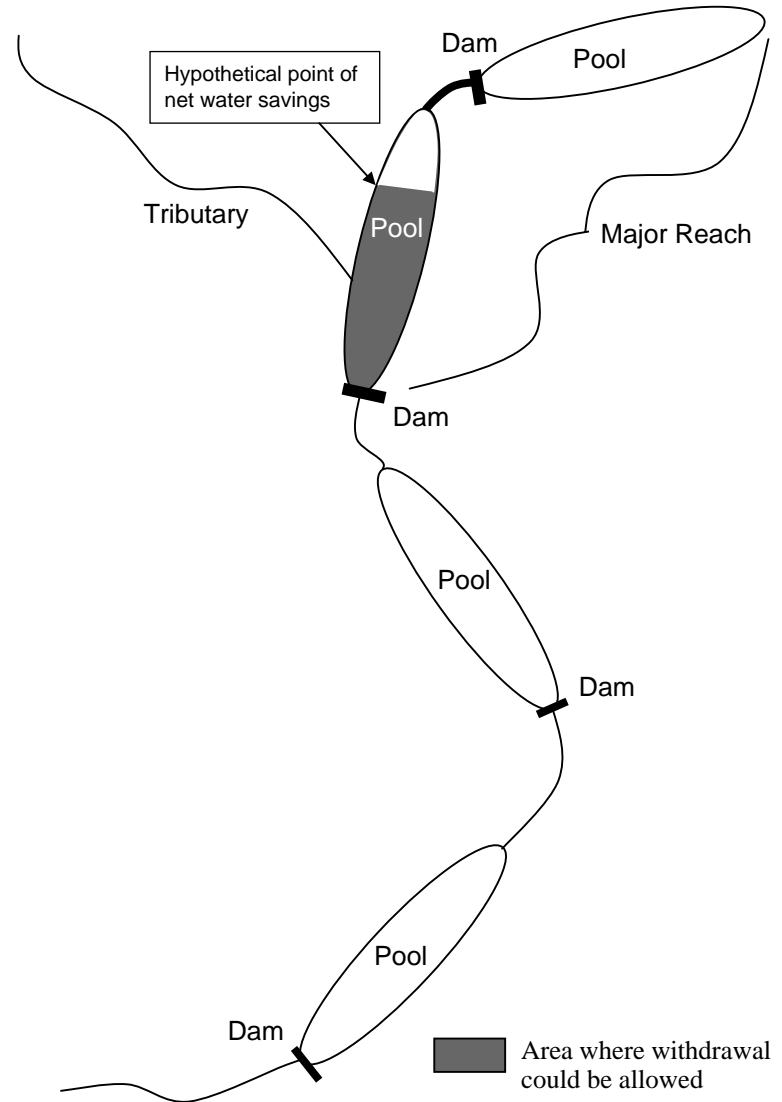 Dam
Pool
Hypothetical point of
net water savings
Tributary
Pool
Major Reach
Dam
Pool
Dam
Pool
Dam
Area where withdrawal
could be allowed